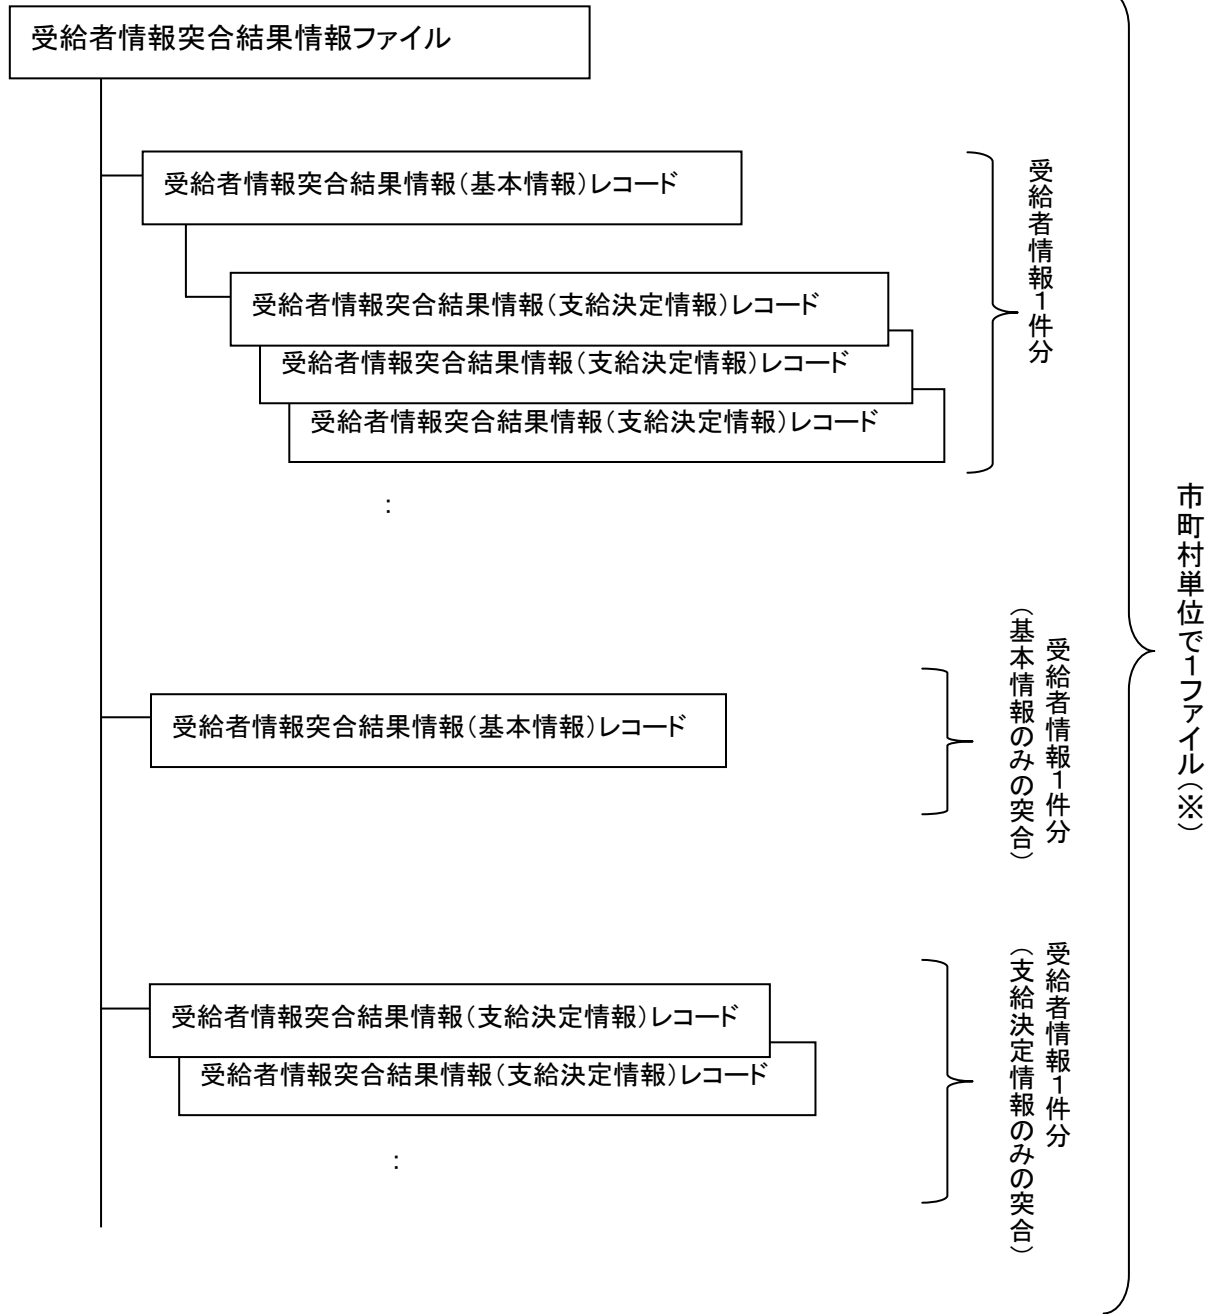 受給者情報突合結果情報ファイル
受給者情報突合結果情報（基本情報）レコード
受給者情報突合結果情報（支給決定情報）レコード
受給者情報突合結果情報（支給決定情報）レコード
受給者情報突合結果情報（支給決定情報）レコード
：
受給者情報１件分
受給者情報突合結果情報（基本情報）レコード
受給者情報１件分
（基本情報のみの突合）
受給者情報突合結果情報（支給決定情報）レコード
受給者情報突合結果情報（支給決定情報）レコード
：
受給者情報１件分
（支給決定情報のみの突合）
市町村単位で１ファイル（※）